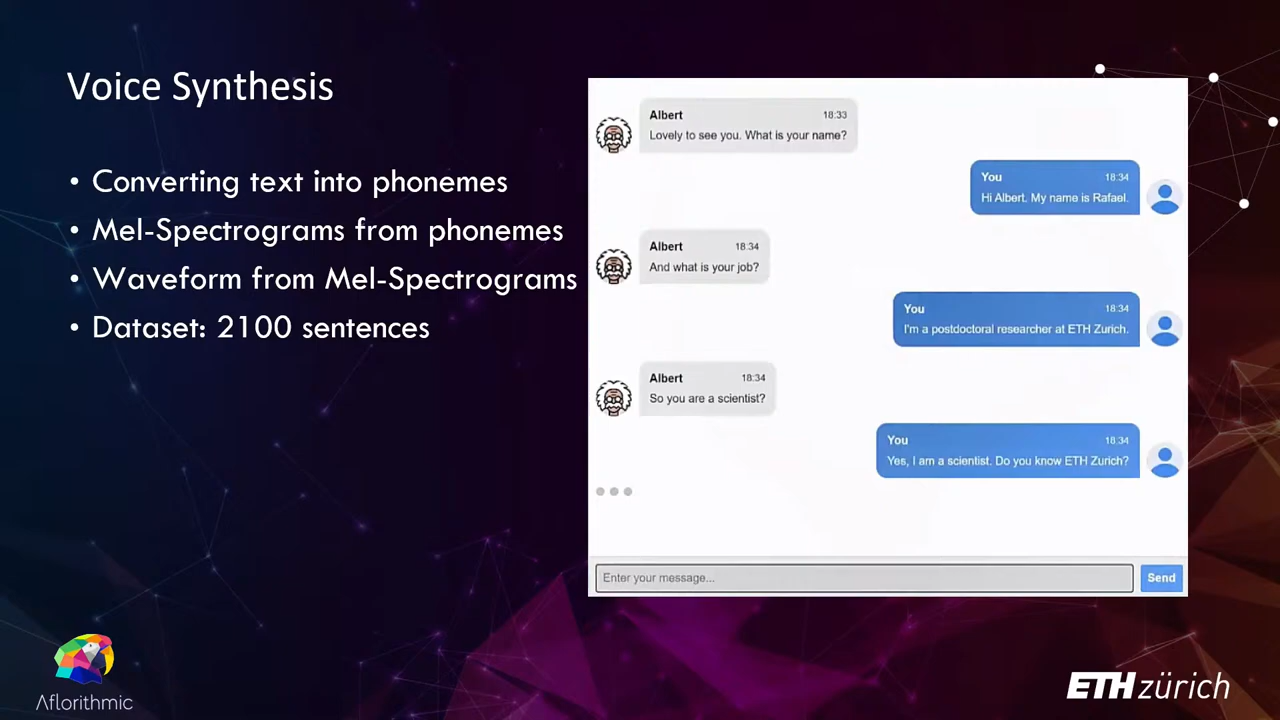 Voice Synthesis
• Converting text into phonemes
• Mel-Spectrograms from phonemes
• Waveform from Mel-Spectrograms
• Dataset: 2100 sentences
Albert 18:33
Lovely to see you. What is your name?
You 18:34
Hi Albert. My name is Rafael.
Albert 18:34
And what is your job?
You 18:34
I'm a postdoctoral researcher at ETH Zurich.
Albert 18:34
So you are a scientist?
You 18:34
Yes, I am a scientist. Do you know ETH Zurich?
Enter your message...
Send
Aflorithmic
ETH zürich